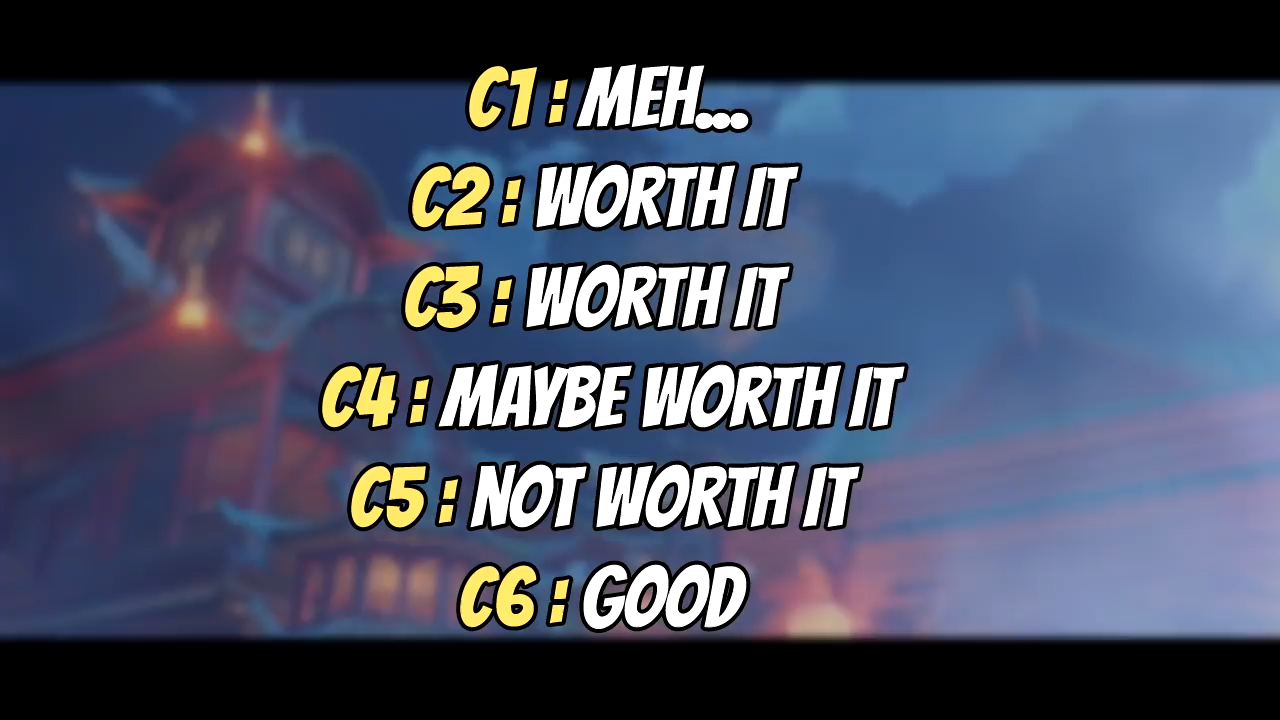 C1 : MEH...
C2 : WORTH IT
C3 : WORTH IT
C4 : MAYBE WORTH IT
C5 : NOT WORTH IT
C6 : GOOD